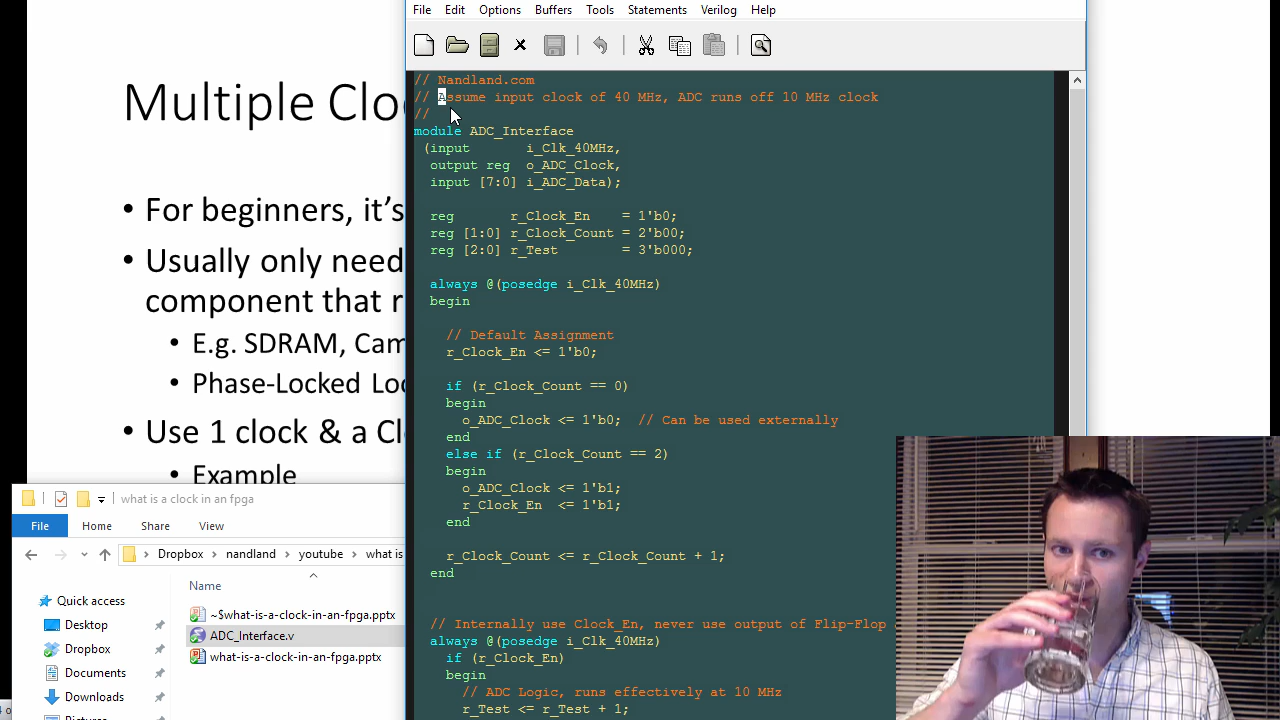 Multiple Clo
• For beginners, it's
• Usually only need
component that r
• E.g. SDRAM, Cam
• Phase-Locked Loo
• Use 1 clock & a Cl
• Example
File Edit Options Buffers Tools Statements Verilog Help
// Nandland.com
// Assume input clock of 40 MHz, ADC runs off 10 MHz clock
//
module ADC_Interface
(input i_Clk_40MHz,
output reg o_ADC_Clock,
input [7:0] i_ADC_Data);
reg r_Clock_En = 1'b0;
reg [1:0] r_Clock_Count = 2'b00;
reg [2:0] r_Test = 3'b000;
always @(posedge i_Clk_40MHz)
begin
// Default Assignment
r_Clock_En <= 1'b0;
if (r_Clock_Count == 0)
begin
o_ADC_Clock <= 1'b0; // Can be used externally
end
else if (r_Clock_Count == 2)
begin
o_ADC_Clock <= 1'b1;
r_Clock_En <= 1'b1;
end
r_Clock_Count <= r_Clock_Count + 1;
end
// Internally use Clock_En, never use output of Flip-Flop
always @(posedge i_Clk_40MHz)
if (r_Clock_En)
begin
// ADC Logic, runs effectively at 10 MHz
r_Test <= r_Test + 1;
what is a clock in an fpga
File Home Share View
Dropbox > nandland > youtube > what is
Name
Quick access
Desktop
Dropbox
Documents
Downloads
~$what-is-a-clock-in-an-fpga.pptx
ADC_Interface.v
what-is-a-clock-in-an-fpga.pptx